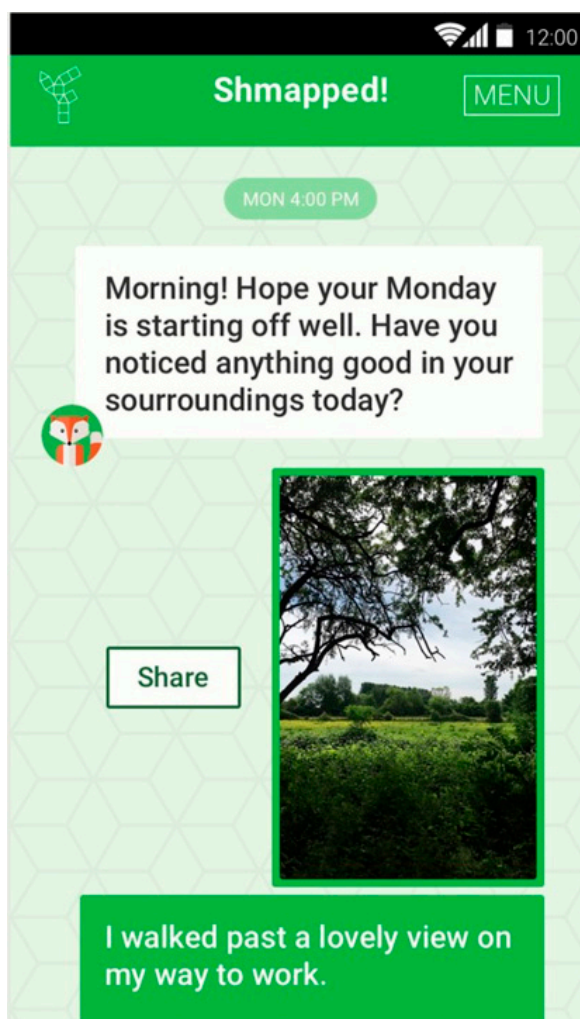 12:00
Shmapped!
MENU
MON 4:00 PM
Morning! Hope your Monday
is starting off well. Have you
noticed anything good in your
sourroundings today?
Share
I walked past a lovely view on
my way to work.